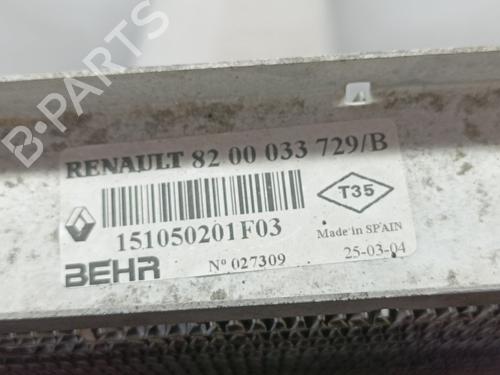 RENAULT 82 00 033 729/B
T35
151050201F03
Made in SPAIN
BEHR
Nº 027309
25-03-04
B-PARTS